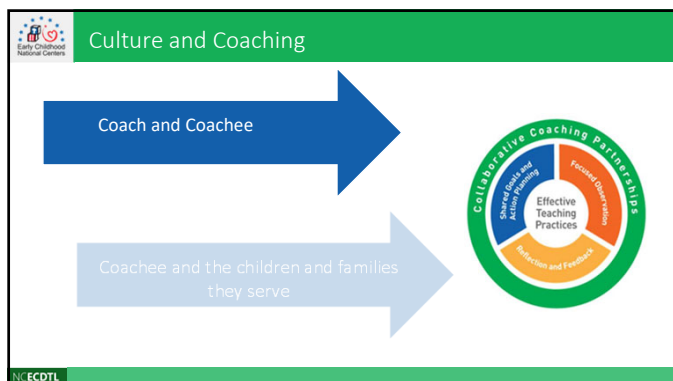 Early Childhood
National Centers
Culture and Coaching
Coach and Coachee
Coachee and the children and families
they serve
Collaborative Coaching Partnerships
Shared Goals and
Action Planning
Focused Observation
Effective
Teaching
Practices
Reflection and Feedback
NCECDTL